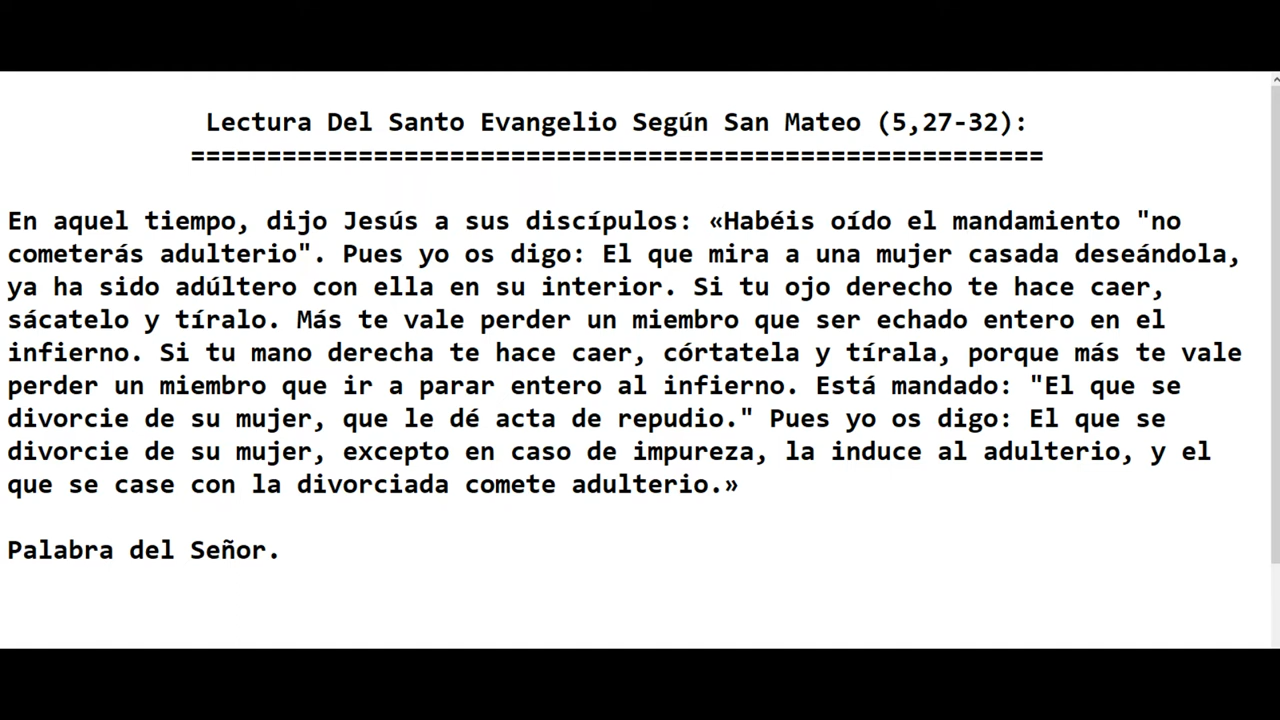 Lectura Del Santo Evangelio Según San Mateo (5,27-32):
========================================================
En aquel tiempo, dijo Jesús a sus discípulos: «Habéis oído el mandamiento "no
cometerás adulterio". Pues yo os digo: El que mira a una mujer casada deseándola,
ya ha sido adúltero con ella en su interior. Si tu ojo derecho te hace caer,
sácatelo y tíralo. Más te vale perder un miembro que ser echado entero en el
infierno. Si tu mano derecha te hace caer, córtatela y tírala, porque más te vale
perder un miembro que ir a parar entero al infierno. Está mandado: "El que se
divorcie de su mujer, que le dé acta de repudio." Pues yo os digo: El que se
divorcie de su mujer, excepto en caso de impureza, la induce al adulterio, y el
que se case con la divorciada comete adulterio.»
Palabra del Señor.